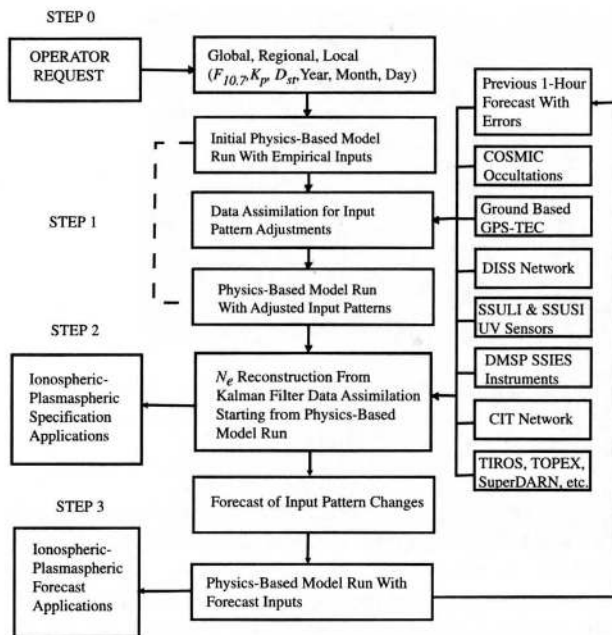 STEP 0
OPERATOR
REQUEST
Global, Regional, Local
(F10.7, Kp, Dst, Year, Month, Day)
Initial Physics-Based Model
Run With Empirical Inputs
STEP 1
Data Assimilation for Input
Pattern Adjustments
Physics-Based Model Run
With Adjusted Input Patterns
STEP 2
Ionospheric-
Plasmaspheric
Specification
Applications
Ne Reconstruction From
Kalman Filter Data Assimilation
Starting from Physics-Based
Model Run
Forecast of Input Pattern Changes
STEP 3
Ionospheric-
Plasmaspheric
Forecast
Applications
Physics-Based Model Run With
Forecast Inputs
Previous 1-Hour
Forecast With
Errors
COSMIC
Occultations
Ground Based
GPS-TEC
DISS Network
SSULI & SSUSI
UV Sensors
DMSP SSIES
Instruments
CIT Network
TIROS, TOPEX,
SuperDARN, etc.